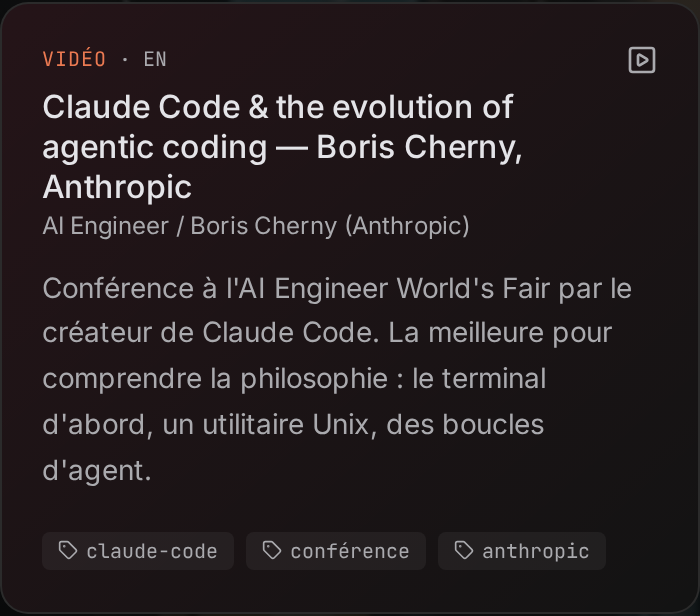 VIDÉO · EN
Claude Code & the evolution of
agentic coding — Boris Cherny,
Anthropic
AI Engineer / Boris Cherny (Anthropic)
Conférence à l'AI Engineer World's Fair par le
créateur de Claude Code. La meilleure pour
comprendre la philosophie : le terminal
d'abord, un utilitaire Unix, des boucles
d'agent.
claude-code conférence anthropic